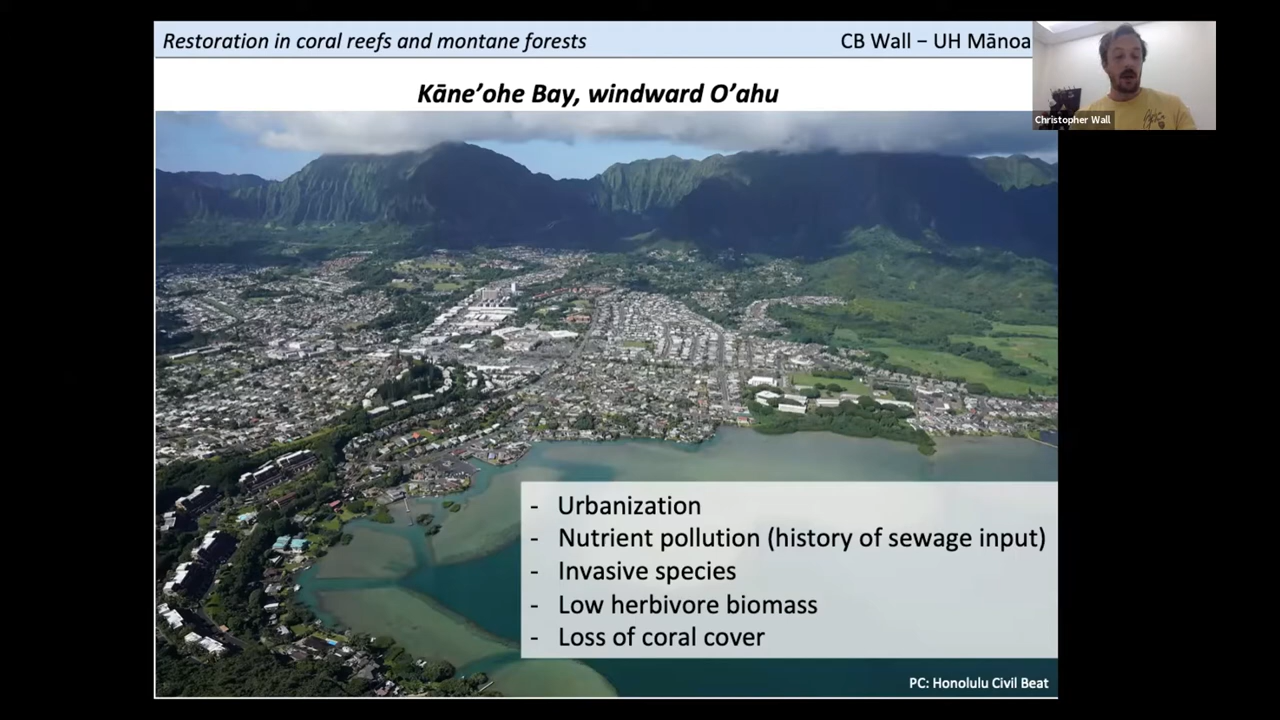 Restoration in coral reefs and montane forests
CB Wall – UH Mānoa
Christopher Wall
Kāne’ohe Bay, windward O’ahu
- Urbanization
- Nutrient pollution (history of sewage input)
- Invasive species
- Low herbivore biomass
- Loss of coral cover
PC: Honolulu Civil Beat